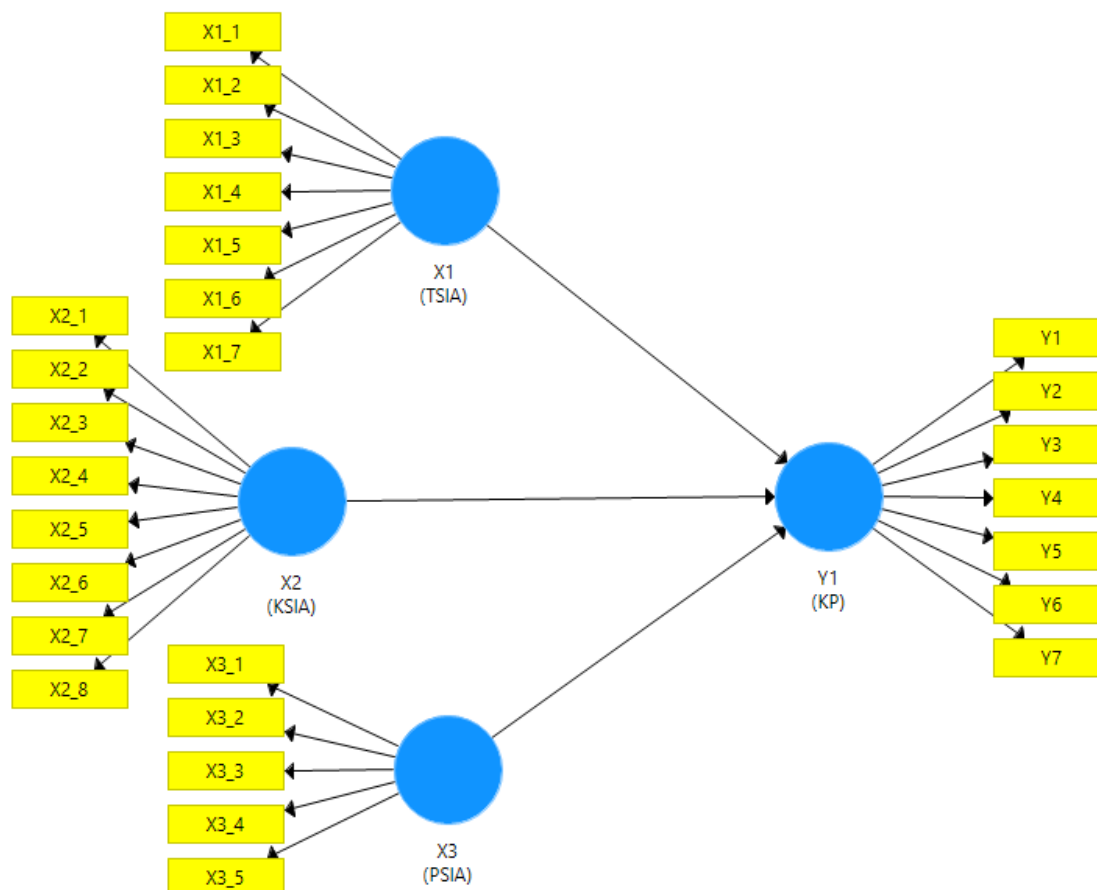 X1_1
X1_2
X1_3
X1_4
X1_5
X1_6
X1_7
X1
(TSIA)
X2_1
X2_2
X2_3
X2_4
X2_5
X2_6
X2_7
X2_8
X2
(KSIA)
X3_1
X3_2
X3_3
X3_4
X3_5
X3
(PSIA)
Y1
(KP)
Y1
Y2
Y3
Y4
Y5
Y6
Y7